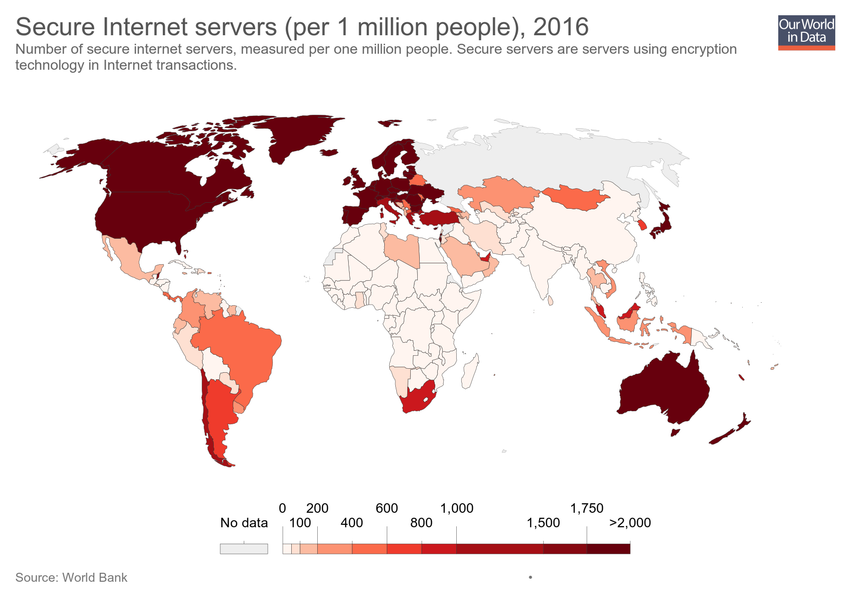 Secure Internet servers (per 1 million people), 2016
Our World
in Data
Number of secure internet servers, measured per one million people. Secure servers are servers using encryption
technology in Internet transactions.
0 200 600 1,000 1,750
No data 100 400 800 1,500 >2,000
Source: World Bank